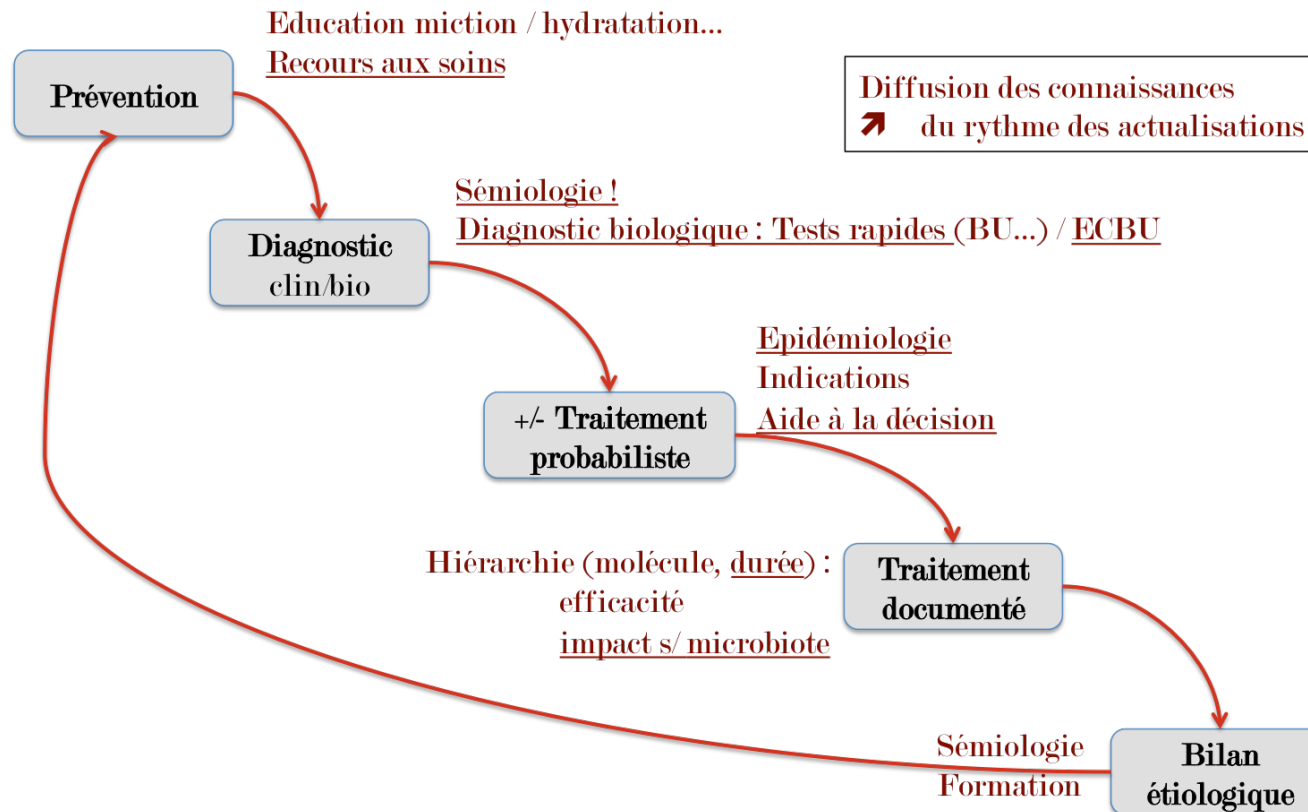 Education miction / hydratation...
Recours aux soins
Prévention
Diffusion des connaissances
↗ du rythme des actualisations
Sémiologie !
Diagnostic biologique : Tests rapides (BU...) / ECBU
Diagnostic
clin/bio
Epidémiologie
Indications
Aide à la décision
+/- Traitement
probabiliste
Hiérarchie (molécule, durée) :
efficacité
impact s/ microbiote
Traitement
documenté
Sémiologie
Formation
Bilan
étiologique